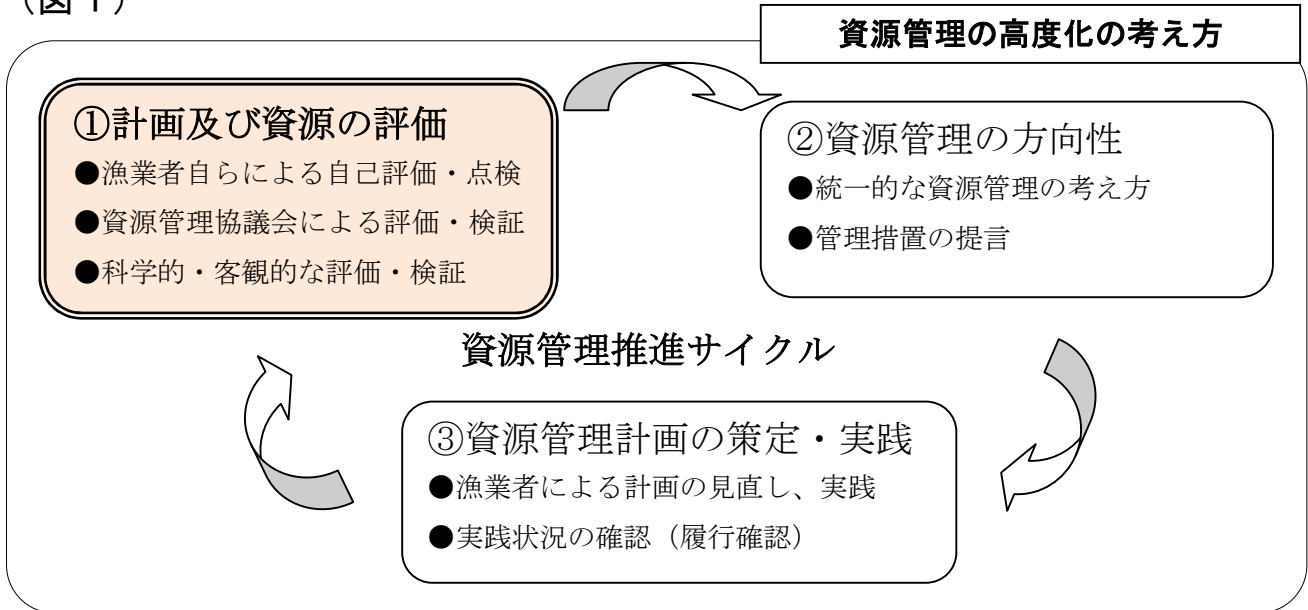 （図１）
資源管理の高度化の考え方
①計画及び資源の評価
●漁業者自らによる自己評価・点検
●資源管理協議会による評価・検証
●科学的・客観的な評価・検証
②資源管理の方向性
●統一的な資源管理の考え方
●管理措置の提言
資源管理推進サイクル
③資源管理計画の策定・実践
●漁業者による計画の見直し、実践
●実践状況の確認（履行確認）